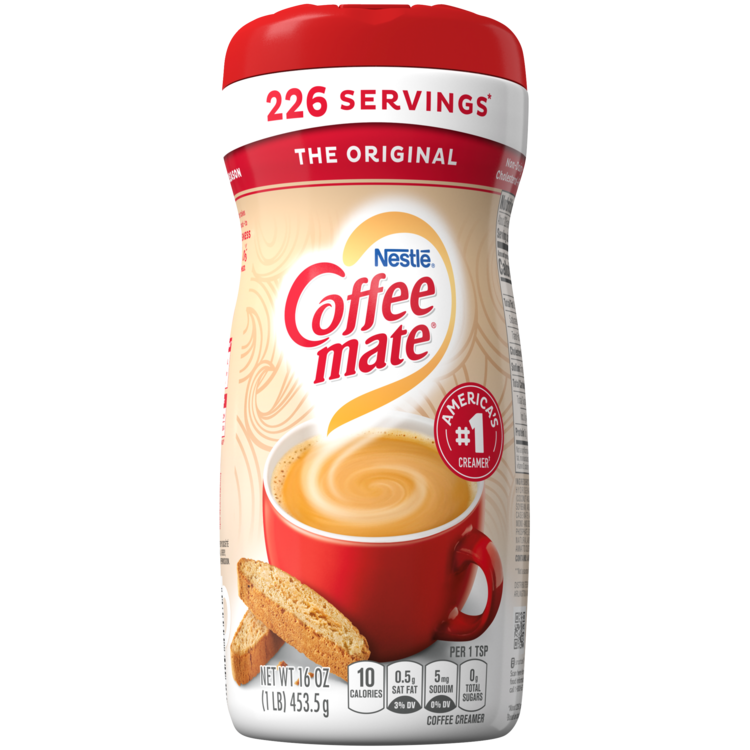 226 SERVINGS*
THE ORIGINAL
Nestlé®
Coffee
mate®
AMERICA'S
#1
CREAMER†
PER 1 TSP
NET WT. 16 OZ
(1 LB) 453.5g
10
CALORIES
0.5g
SAT FAT
3% DV
5mg
SODIUM
0% DV
0g
TOTAL
SUGARS
COFFEE CREAMER